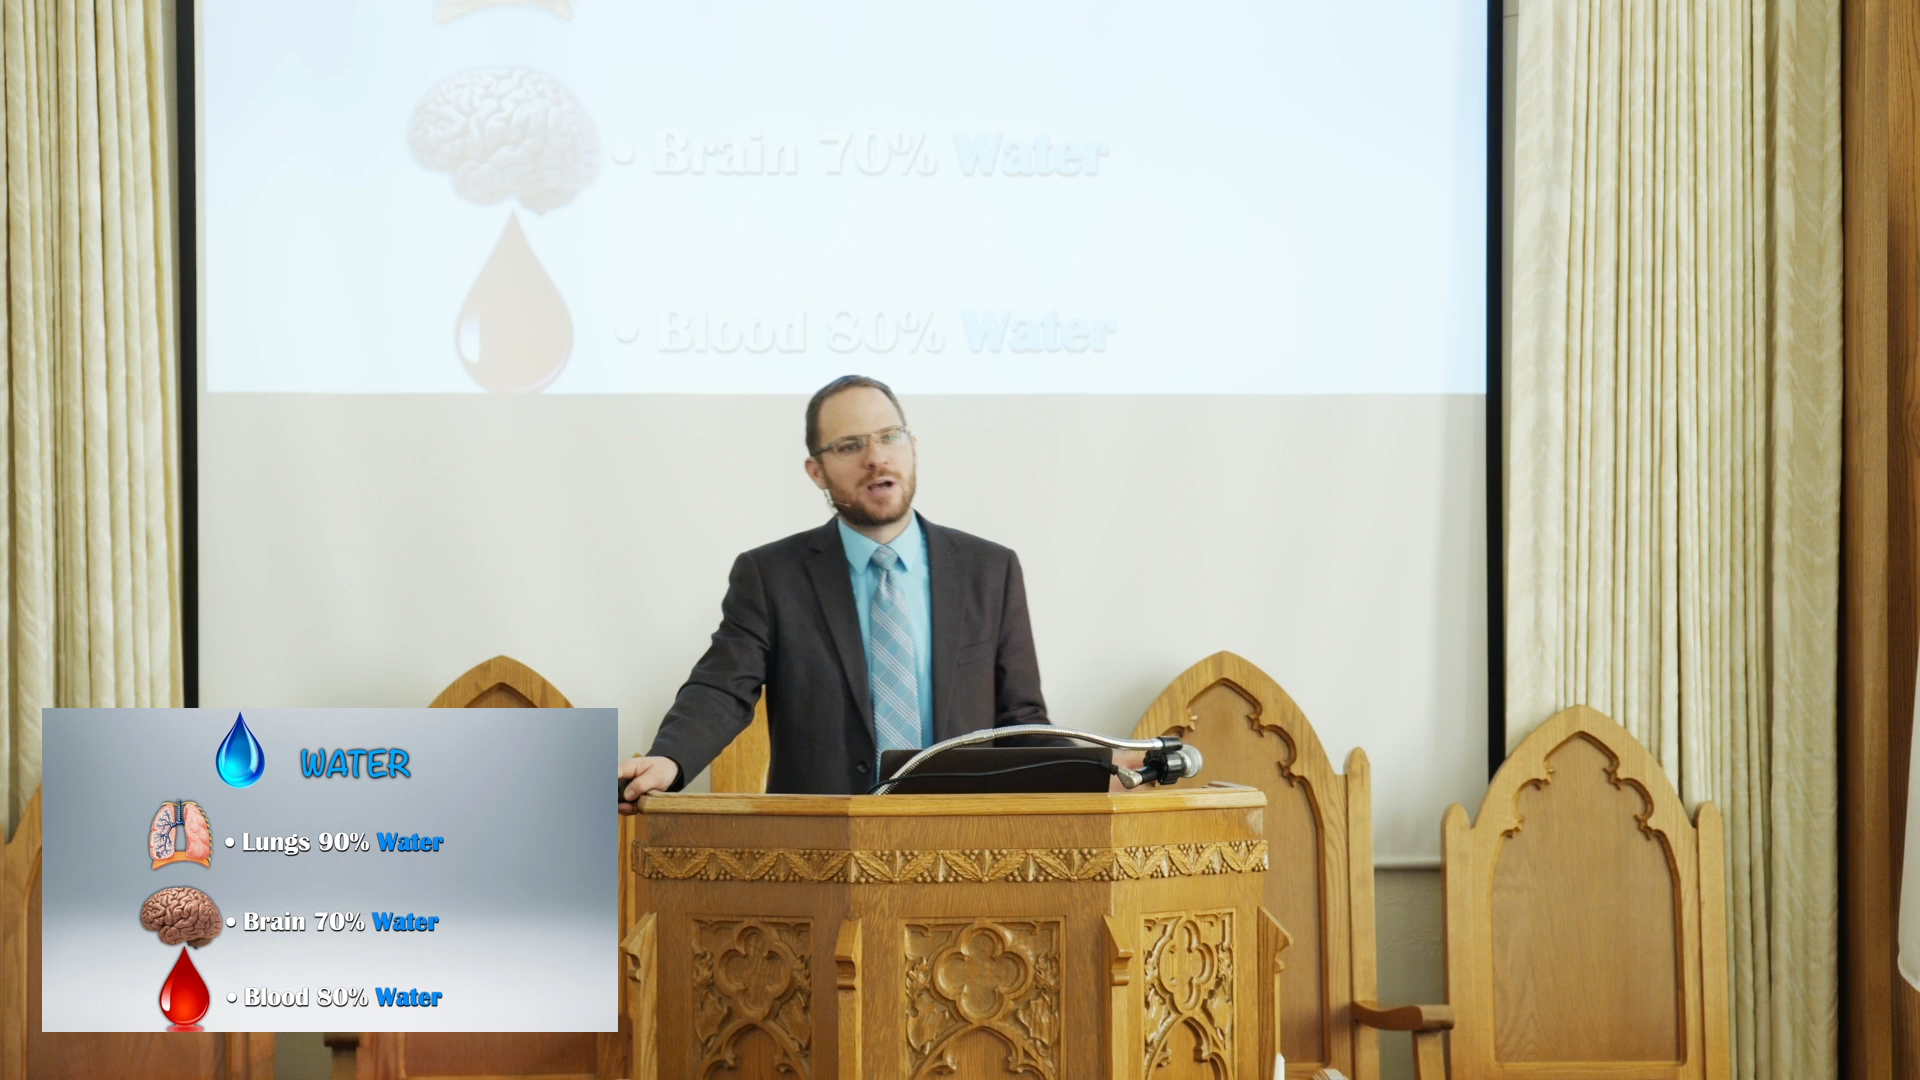 • Brain 70% Water
• Blood 80% Water
WATER
• Lungs 90% Water
• Brain 70% Water
• Blood 80% Water